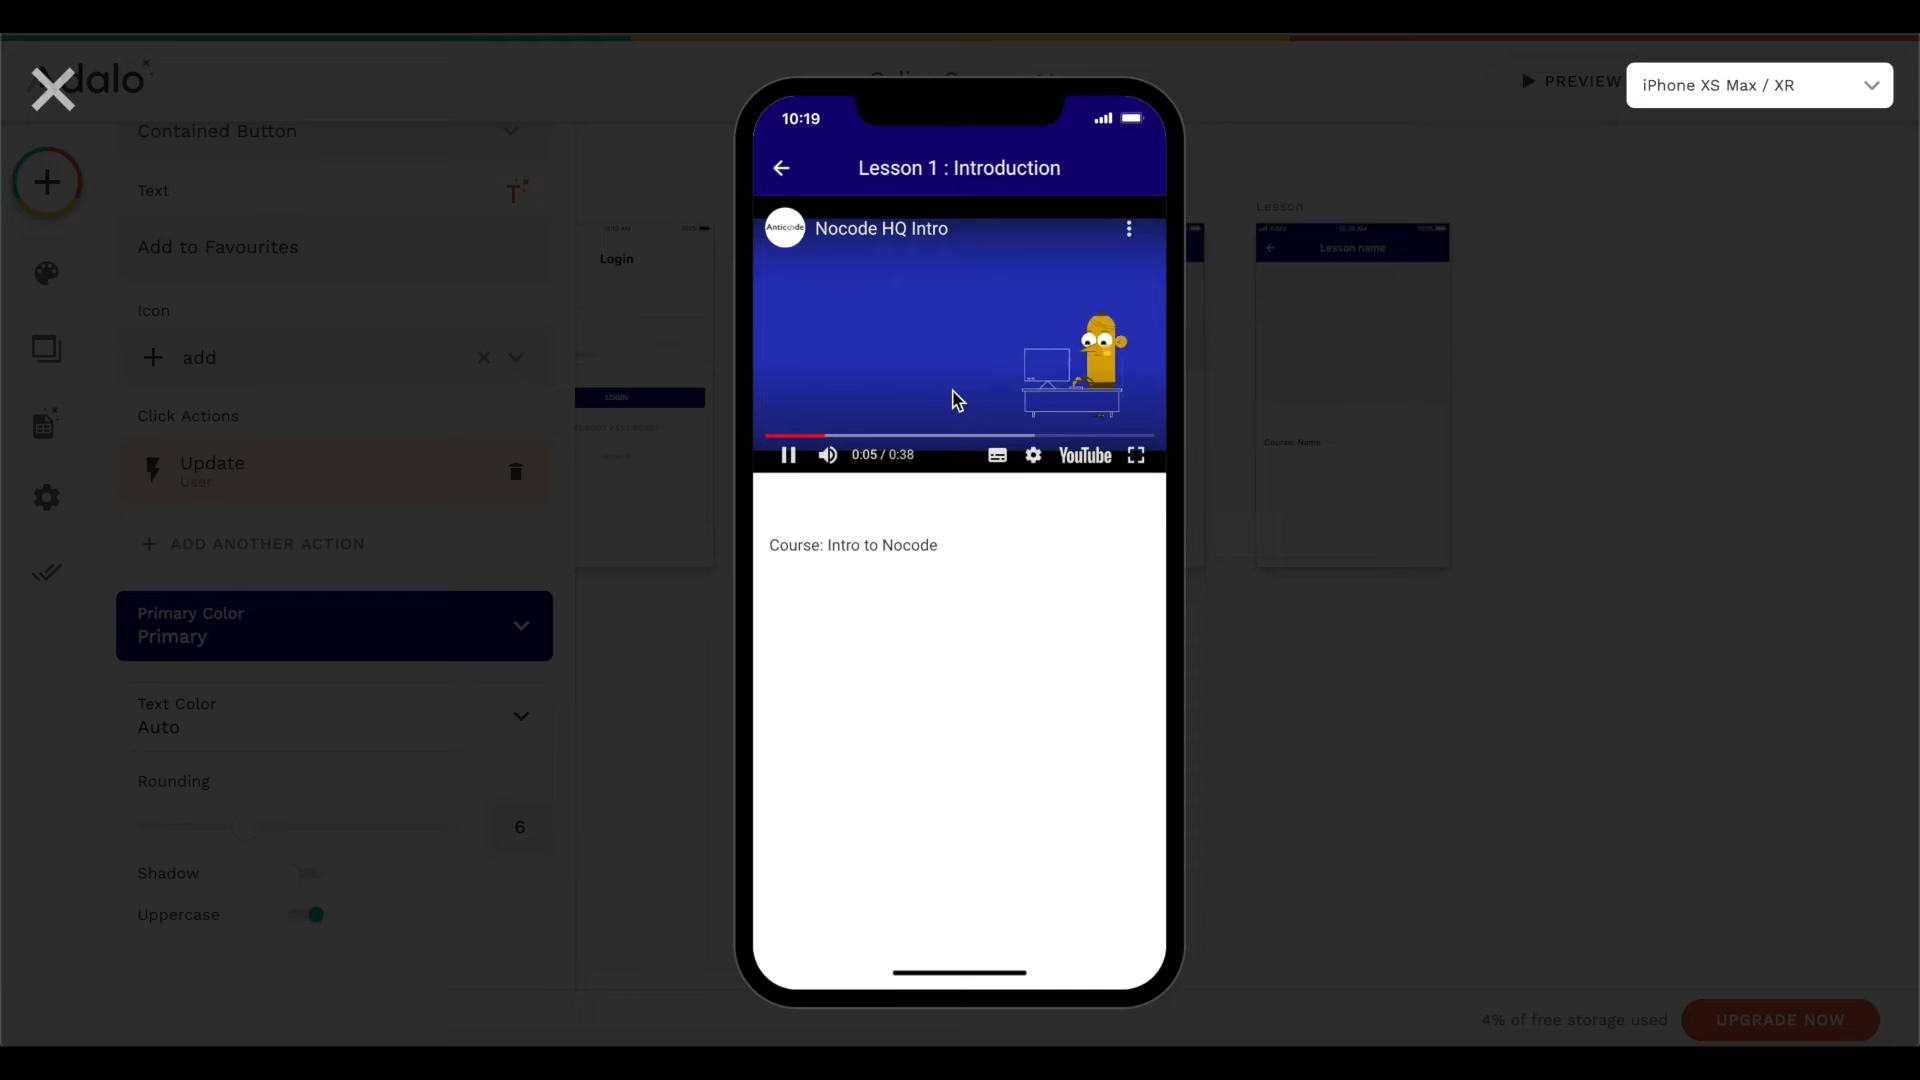 Adalo
PREVIEW
iPhone XS Max / XR
Contained Button
Text
Add to Favourites
Icon
add
Click Actions
Update
User
ADD ANOTHER ACTION
Primary Color
Primary
Text Color
Auto
Rounding
6
Shadow
Uppercase
Login
LOGIN
10:19
Lesson 1 : Introduction
Anticode
Nocode HQ Intro
0:05 / 0:38
YouTube
Course: Intro to Nocode
Lesson
Lesson name
Course: Name
4% of free storage used
UPGRADE NOW